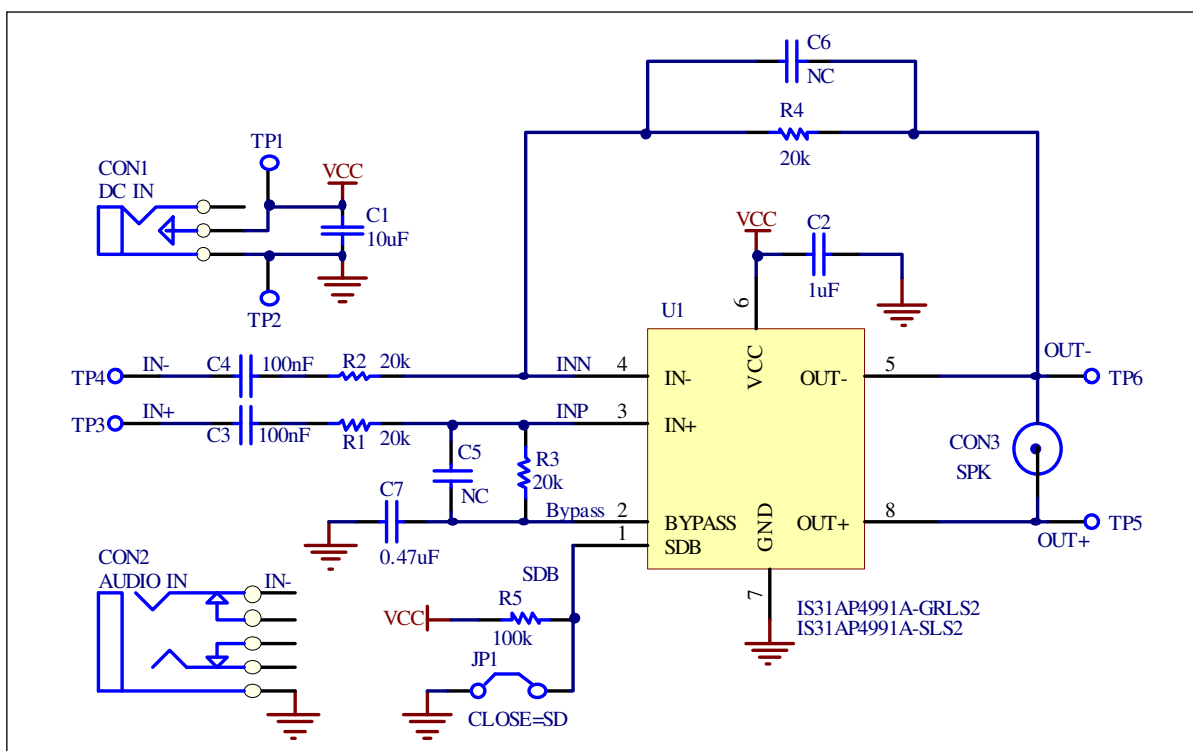 C6
NC
R4
20k
TP1
CON1
DC IN
VCC
C1
10uF
TP2
VCC
C2
1uF
6
U1
TP4
IN-
C4
100nF
R2
20k
INN
4
IN-
VCC
OUT-
5
OUT-
TP6
TP3
IN+
C3
100nF
R1
20k
INP
3
IN+
C5
NC
R3
20k
CON3
SPK
C7
0.47uF
Bypass
2
BYPASS
1
SDB
GND
OUT+
8
TP5
OUT+
CON2
AUDIO IN
IN-
SDB
VCC
R5
100k
7
IS31AP4991A-GRLS2
IS31AP4991A-SLS2
JP1
CLOSE=SD